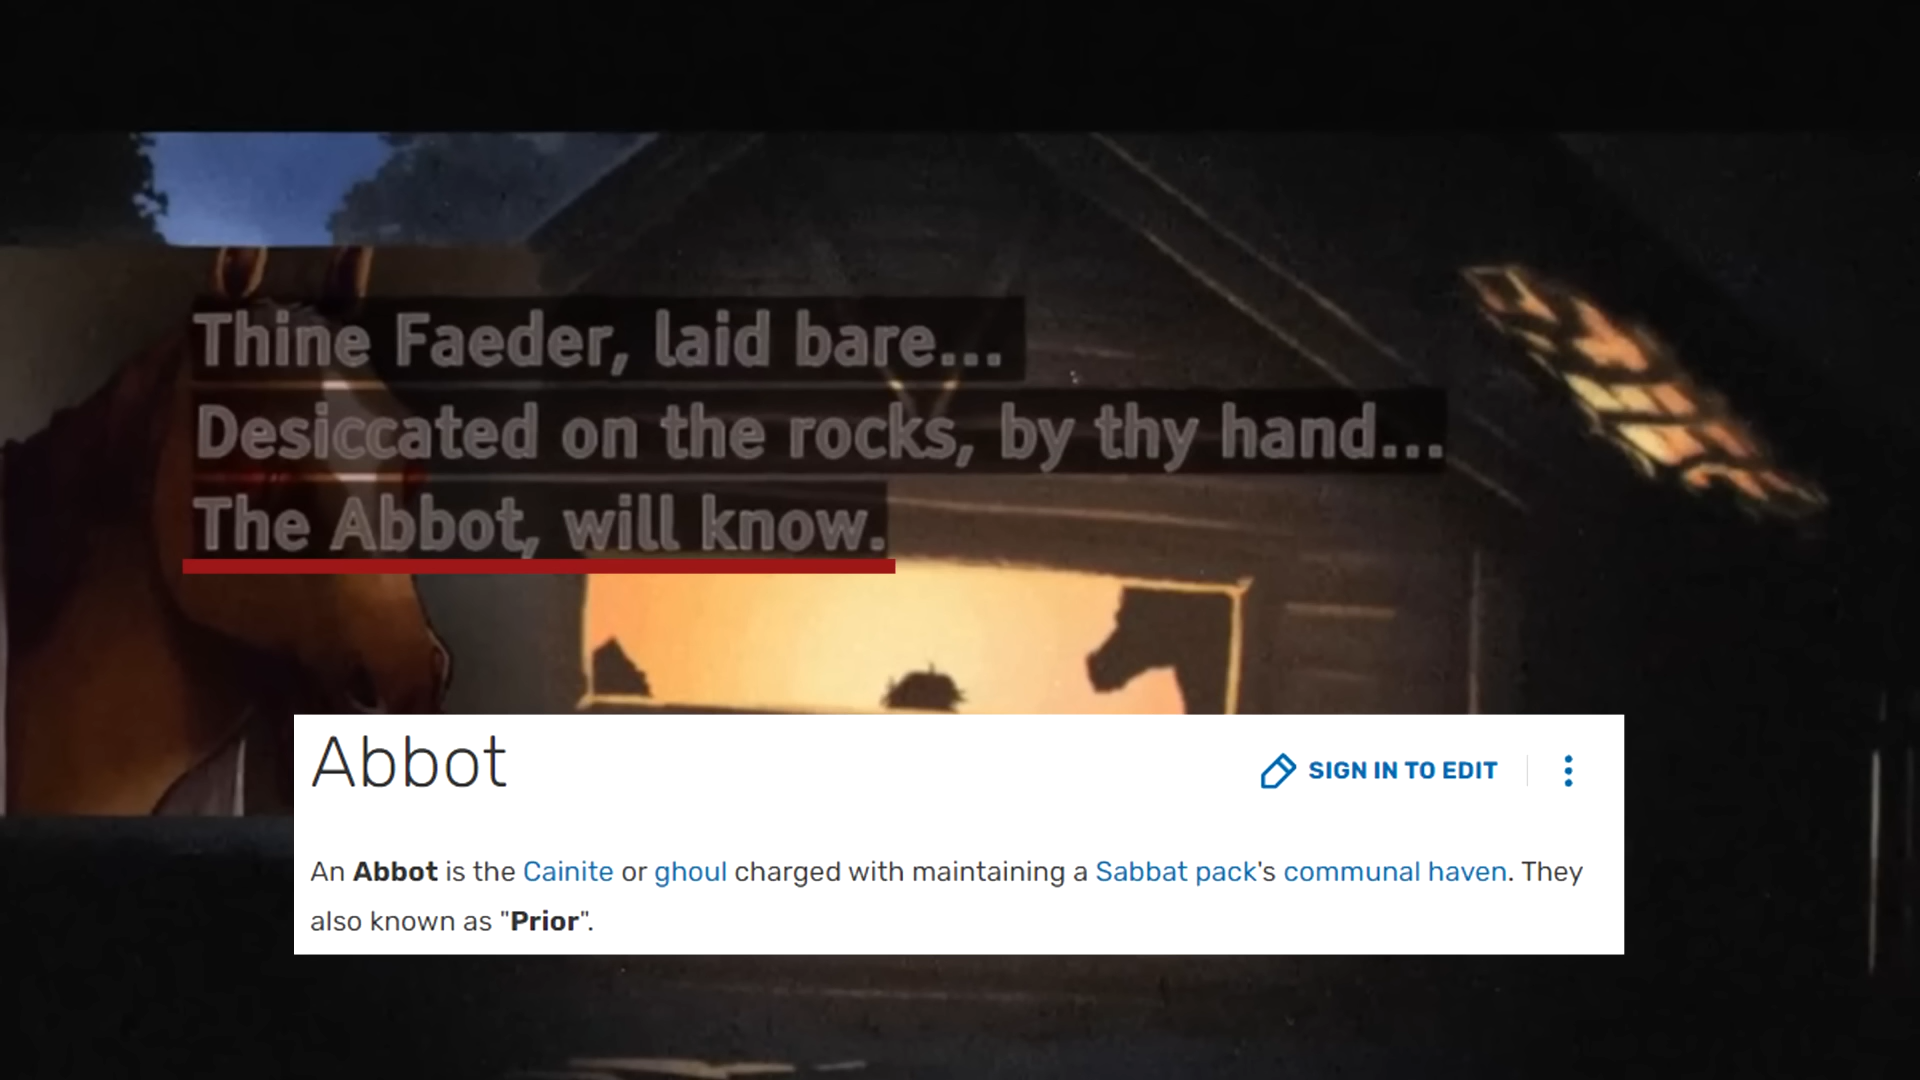 Thine Faeder, laid bare...
Desiccated on the rocks, by thy hand...
The Abbot, will know.
Abbot
SIGN IN TO EDIT
An Abbot is the Cainite or ghoul charged with maintaining a Sabbat pack's communal haven. They
also known as "Prior".